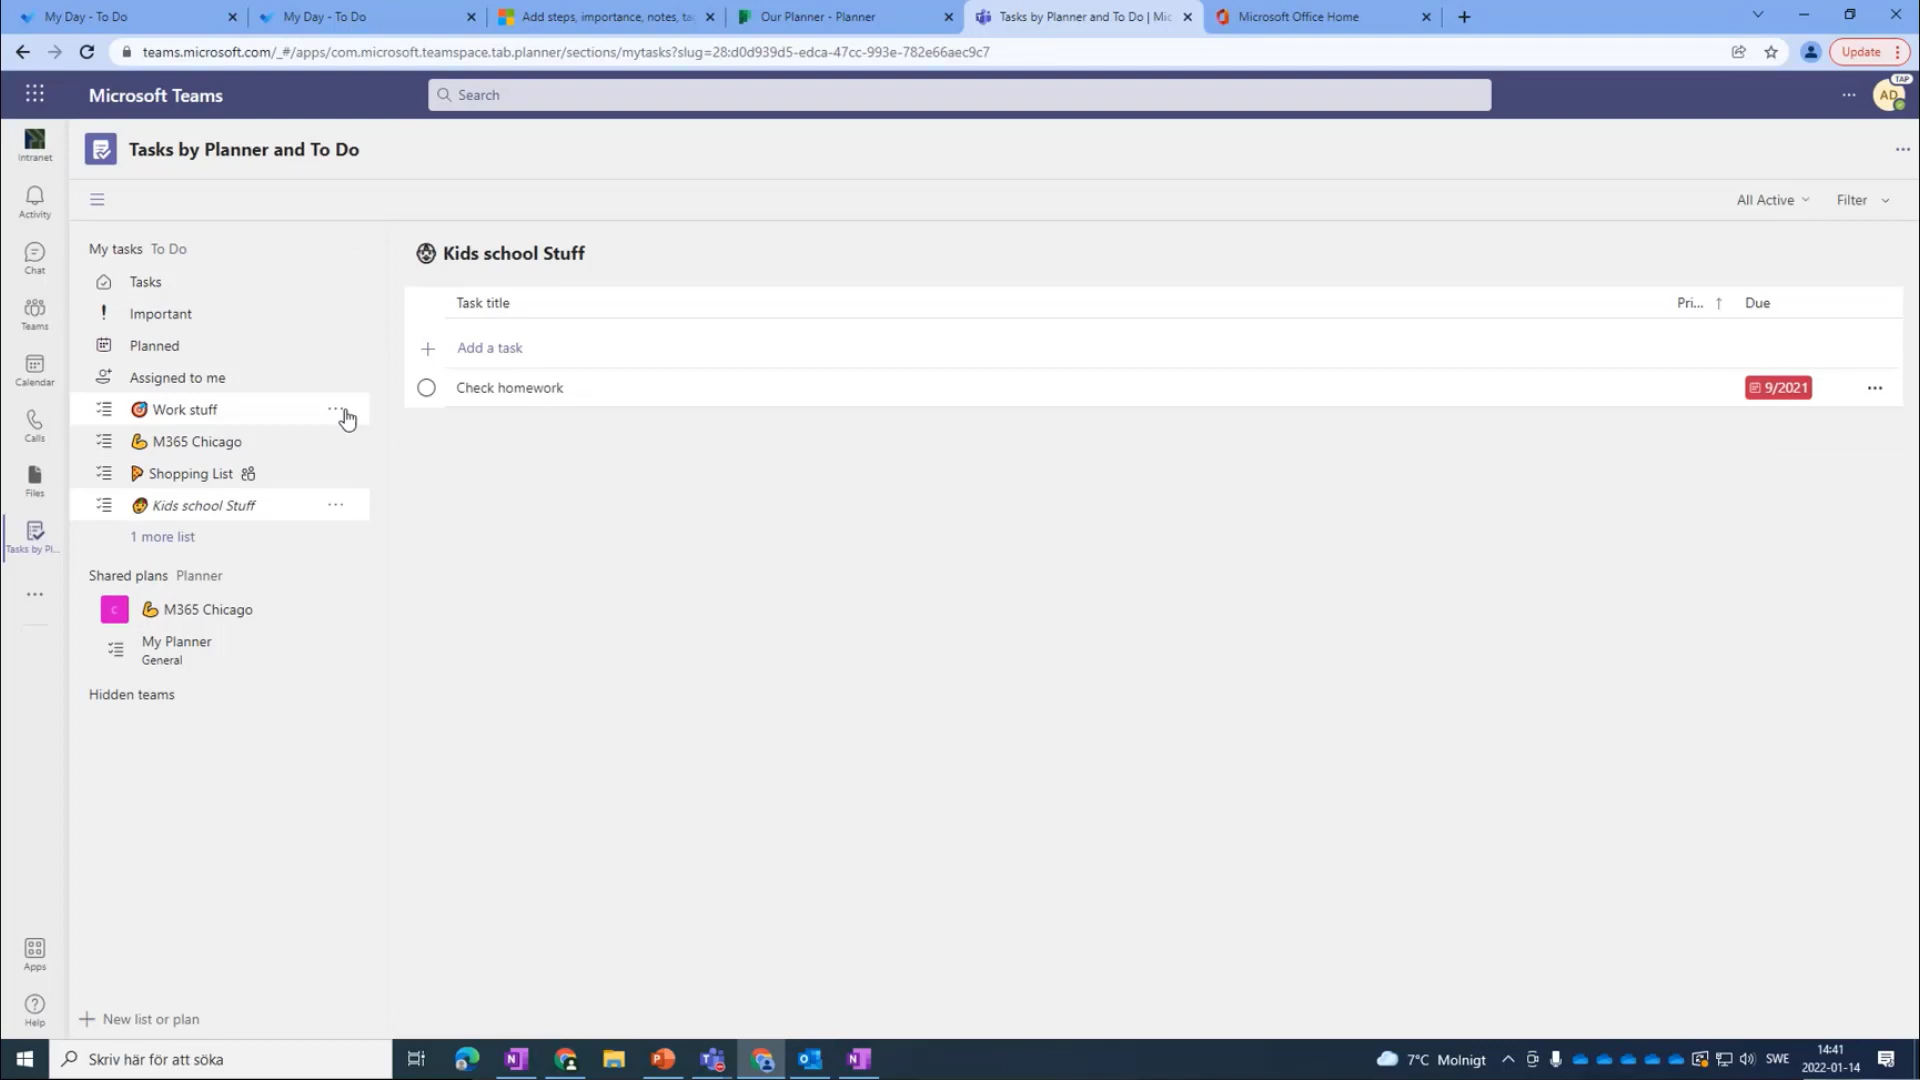 My Day - To Do
My Day - To Do
Add steps, importance, notes, ta
Our Planner - Planner
Tasks by Planner and To Do | Mic
Microsoft Office Home
teams.microsoft.com/_#/apps/com.microsoft.teamspace.tab.planner/sections/mytasks?slug=28:d0d939d5-edca-47cc-993e-782e66aec9c7
Update
Microsoft Teams
Search
TAP
AD
Intranet
Tasks by Planner and To Do
Activity
All Active
Filter
My tasks To Do
Kids school Stuff
Chat
Tasks
Task title
Pri... ↑
Due
Important
Teams
Planned
Add a task
Calendar
Assigned to me
Check homework
9/2021
Work stuff
Calls
M365 Chicago
Shopping List
Files
Kids school Stuff
1 more list
Tasks by Pl...
Shared plans Planner
C
M365 Chicago
My Planner
General
Hidden teams
Apps
Help
New list or plan
Skriv här för att söka
7°C Molnigt
SWE
14:41
2022-01-14